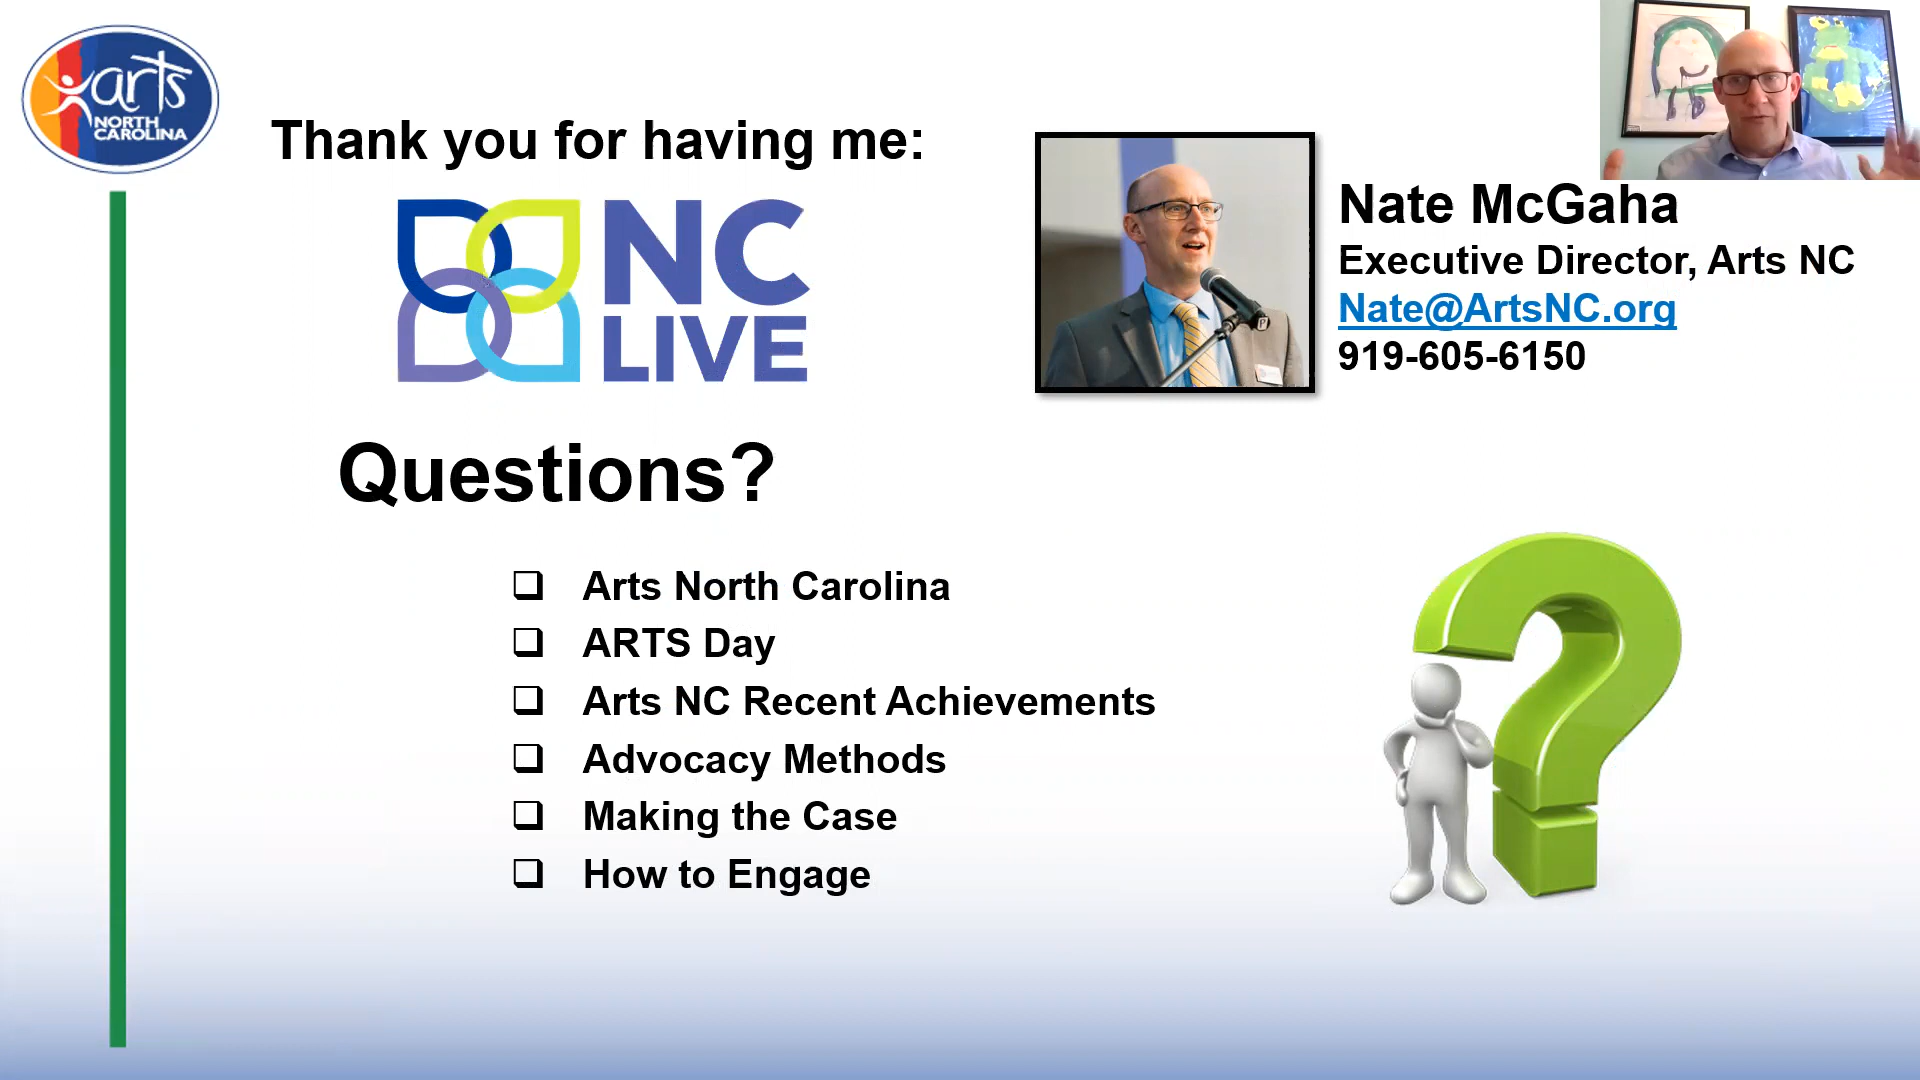 arts
NORTH
CAROLINA
Thank you for having me:
NC
LIVE
Nate McGaha
Executive Director, Arts NC
Nate@ArtsNC.org
919-605-6150
Questions?
❑ Arts North Carolina
❑ ARTS Day
❑ Arts NC Recent Achievements
❑ Advocacy Methods
❑ Making the Case
❑ How to Engage